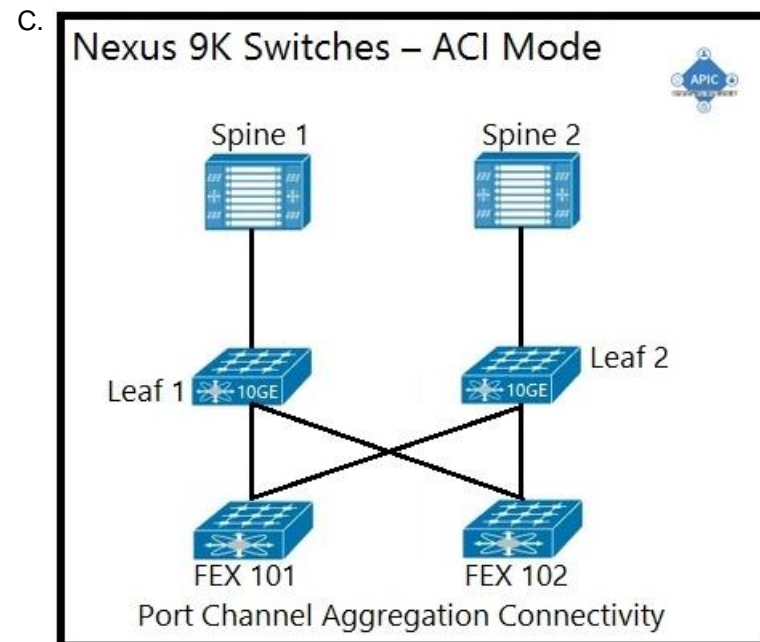 C.
Nexus 9K Switches – ACI Mode
APIC
Spine 1
Spine 2
Leaf 1
10GE
10GE
Leaf 2
FEX 101
FEX 102
Port Channel Aggregation Connectivity